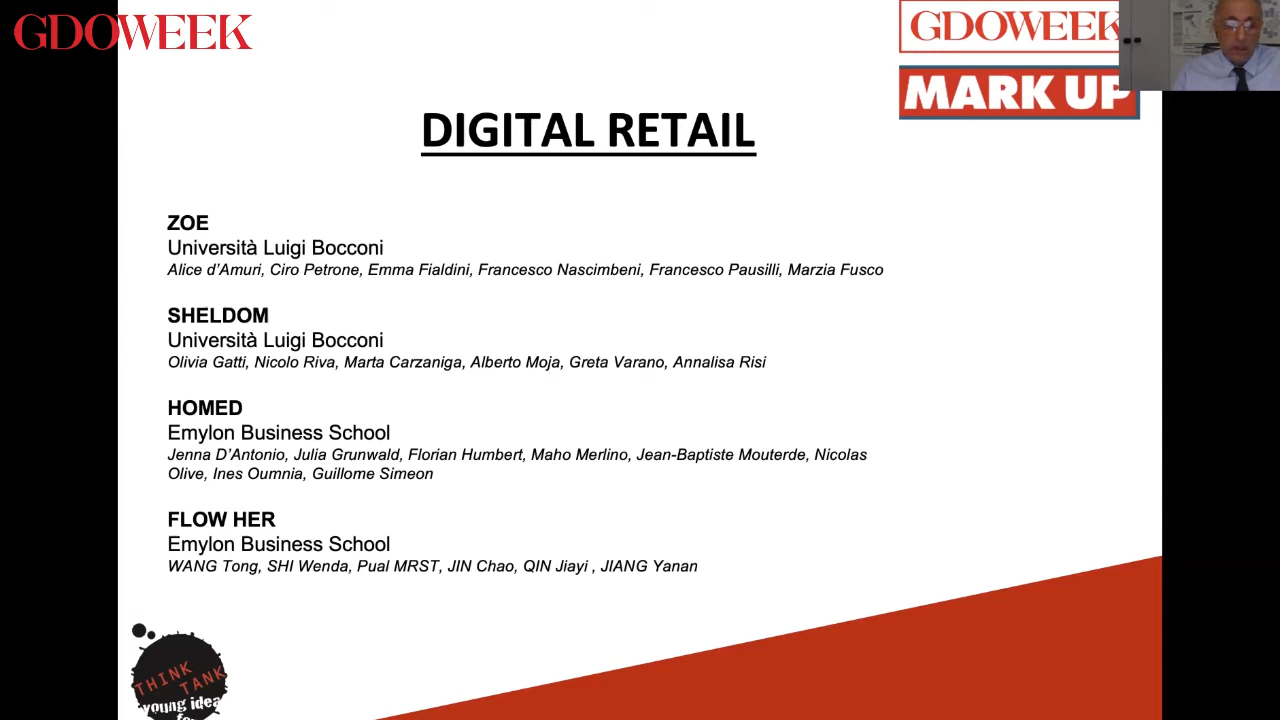 GDOWEEK
GDOWEEK
MARK UP
DIGITAL RETAIL
ZOE
Università Luigi Bocconi
Alice d'Amuri, Ciro Petrone, Emma Fialdini, Francesco Nascimbeni, Francesco Pausilli, Marzia Fusco
SHELDOM
Università Luigi Bocconi
Olivia Gatti, Nicolo Riva, Marta Carzaniga, Alberto Moja, Greta Varano, Annalisa Risi
HOMED
Emylon Business School
Jenna D'Antonio, Julia Grunwald, Florian Humbert, Maho Merlino, Jean-Baptiste Mouterde, Nicolas
Olive, Ines Oumnia, Guillome Simeon
FLOW HER
Emylon Business School
WANG Tong, SHI Wenda, Pual MRST, JIN Chao, QIN Jiayi , JIANG Yanan
THINK
TANK
young idea